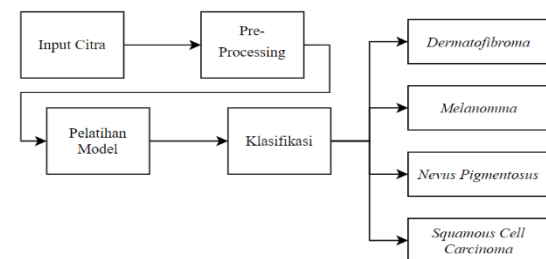 Input Citra
Pre-
Processing
Dermatofibroma
Melanomma
Pelatihan
Model
Klasifikasi
Nevus Pigmentosus
Squamous Cell
Carcinoma